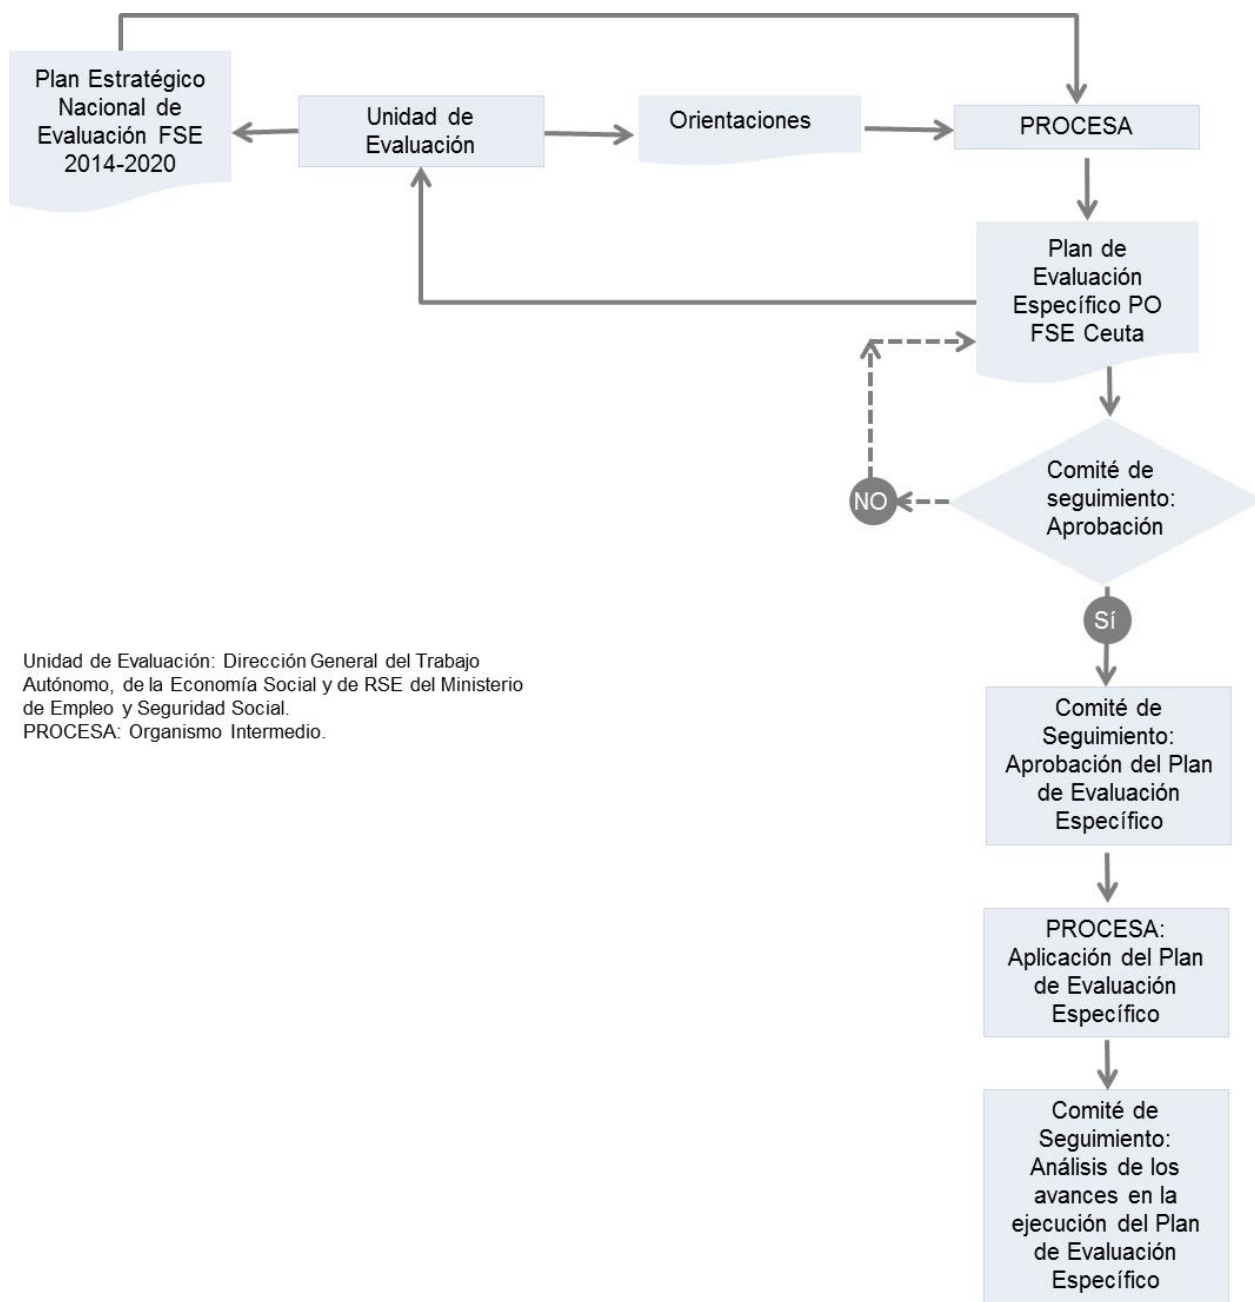 Plan Estratégico
Nacional de
Evaluación FSE
2014-2020
Unidad de
Evaluación
Orientaciones
PROCESA
Plan de
Evaluación
Específico PO
FSE Ceuta
Comité de
seguimiento:
Aprobación
NO
Sí
Unidad de Evaluación: Dirección General del Trabajo
Autónomo, de la Economía Social y de RSE del Ministerio
de Empleo y Seguridad Social.
PROCESA: Organismo Intermedio.
Comité de
Seguimiento:
Aprobación del Plan
de Evaluación
Específico
PROCESA:
Aplicación del Plan
de Evaluación
Específico
Comité de
Seguimiento:
Análisis de los
avances en la
ejecución del Plan
de Evaluación
Específico